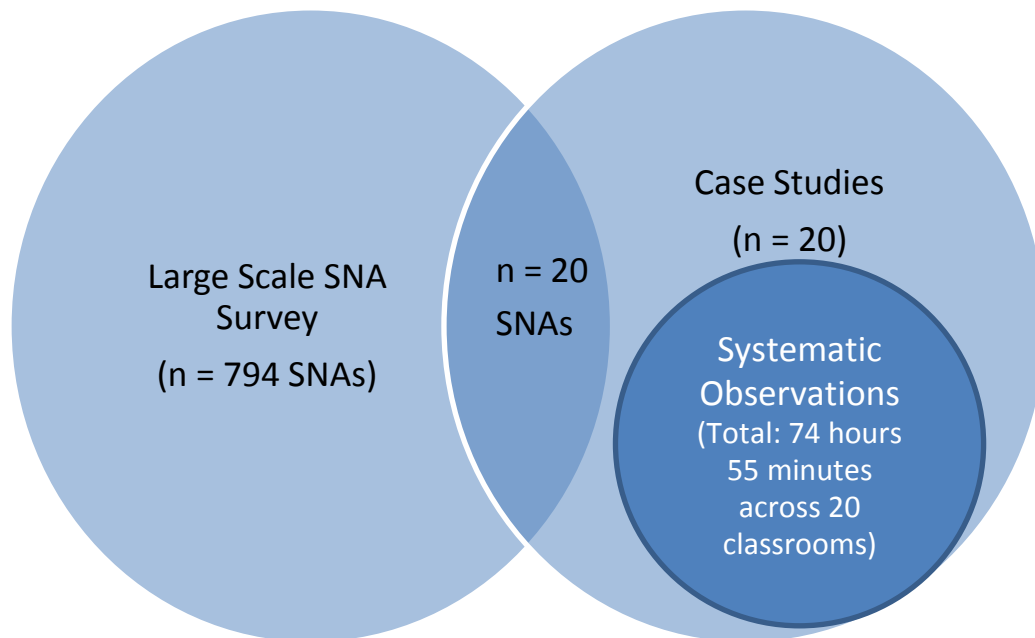 Large Scale SNA
Survey
(n = 794 SNAs)
n = 20
SNAs
Case Studies
(n = 20)
Systematic
Observations
(Total: 74 hours
55 minutes
across 20
classrooms)